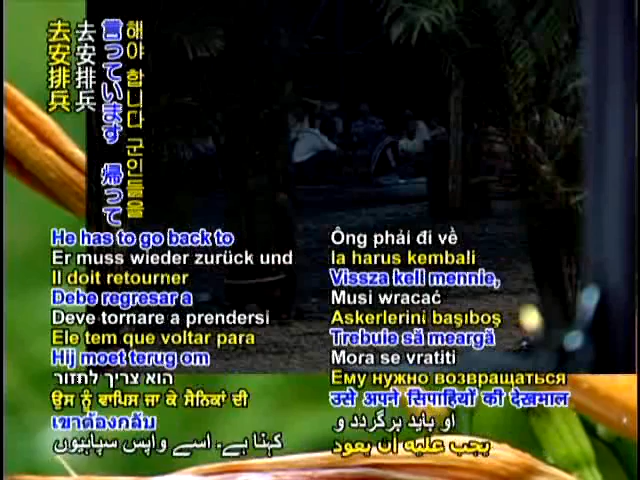 去安排兵
去安排兵
言っています 帰って
해야 합니다 군인들을
He has to go back to
Er muss wieder zurück und
Il doit retourner
Debe regresar a
Deve tornare a prendersi
Ele tem que voltar para
Hij moet terug om
הוא צריך לחזור
ਉਸ ਨੂੰ ਵਾਪਿਸ ਜਾ ਕੇ ਸੈਨਿਕਾਂ ਦੀ
เขาต้องกลับ
کہنا ہے۔ اسے واپس سپاہیوں
Ông phải đi về
Ia harus kembali
Vissza kell mennie,
Musi wracać
Askerlerini başıboş
Trebuie să meargă
Mora se vratiti
Ему нужно возвращаться
उसे अपने सिपाहियों की देखभाल
او باید برگردد و
يجب عليه أن يعود